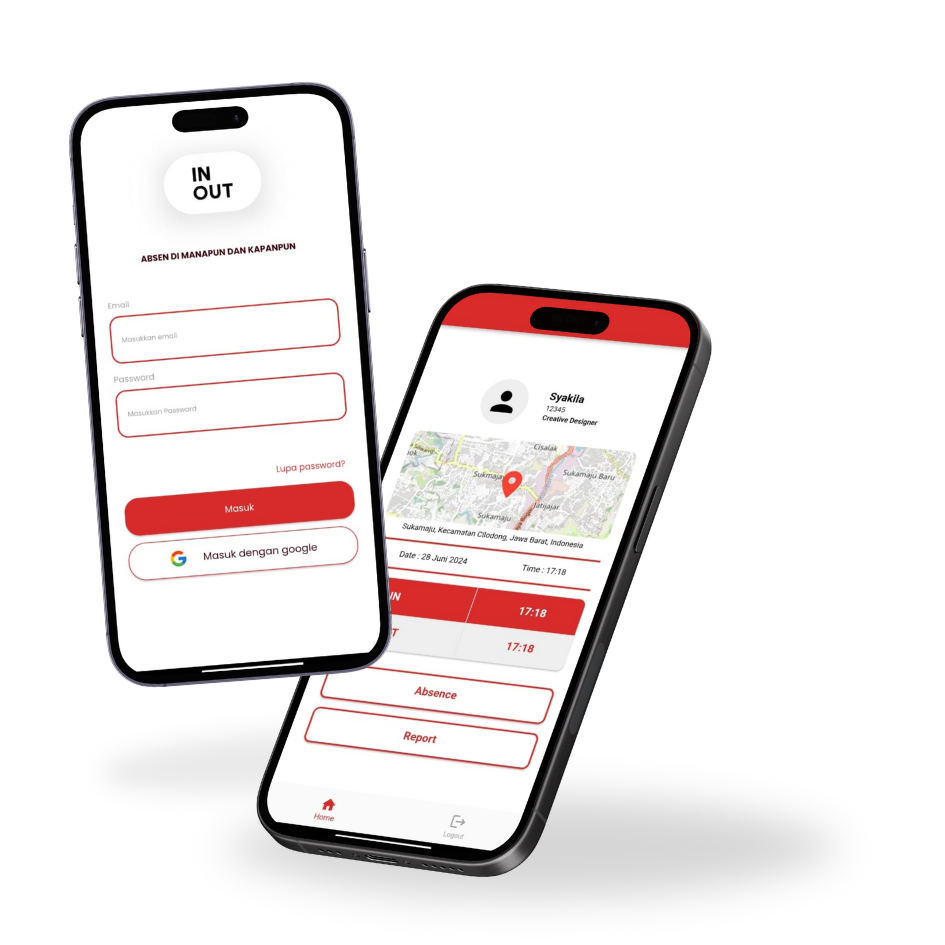 IN
OUT
ABSEN DI MANAPUN DAN KAPANPUN
Email
Masukkan email
Password
Masukkan Password
Lupa password?
Masuk
Masuk dengan google
Syakila
12345
Creative Designer
Cisalak
Sukmaja
Sukamaju Baru
Jatijajar
Sukamaju
Sukamaju, Kecamatan Cilodong, Jawa Barat, Indonesia
Date : 28 Juni 2024 Time : 17:18
IN 17:18
T 17:18
Absence
Report
Home
Logout